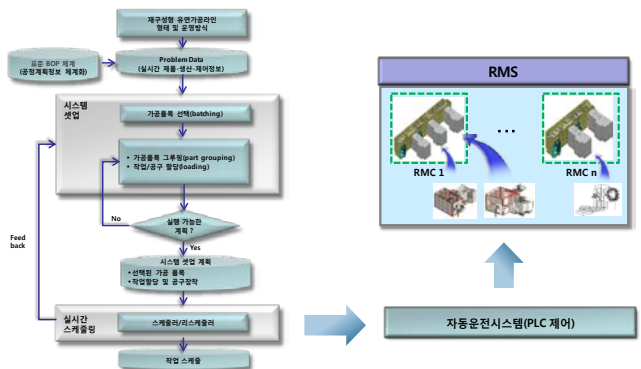 재구성형 유연가공라인
형태 및 운영방식
표준 BOP 체계
(공정계획정보 체계화)
Problem Data
(실시간 제품-생산-제어정보)
시스템
셋업
가공품목 선택(batching)
• 가공품목 그루핑(part grouping)
• 작업/공구 할당(loading)
No
실행 가능한
계획 ?
Yes
Feed
back
시스템 셋업 계획
•선택된 가공 품목
•작업할당 및 공구장착
실시간
스케줄링
스케줄러/리스케줄러
작업 스케줄
RMS
...
RMC 1
RMC n
자동운전시스템(PLC 제어)